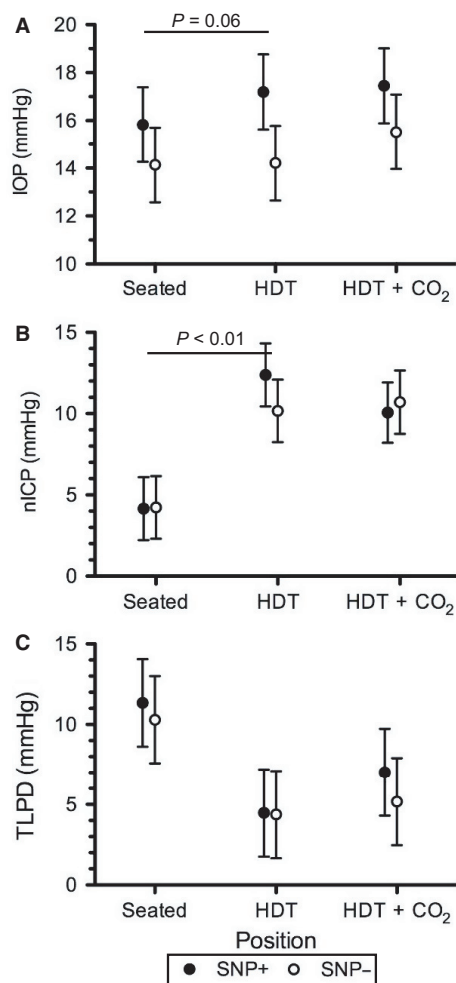 A
P = 0.06
20
18
16
14
12
10
IOP (mmHg)
Seated HDT HDT + CO₂
B
P < 0.01
15
10
5
0
nICP (mmHg)
Seated HDT HDT + CO₂
C
15
10
5
0
TLPD (mmHg)
Seated HDT HDT + CO₂
Position
● SNP+ ○ SNP–